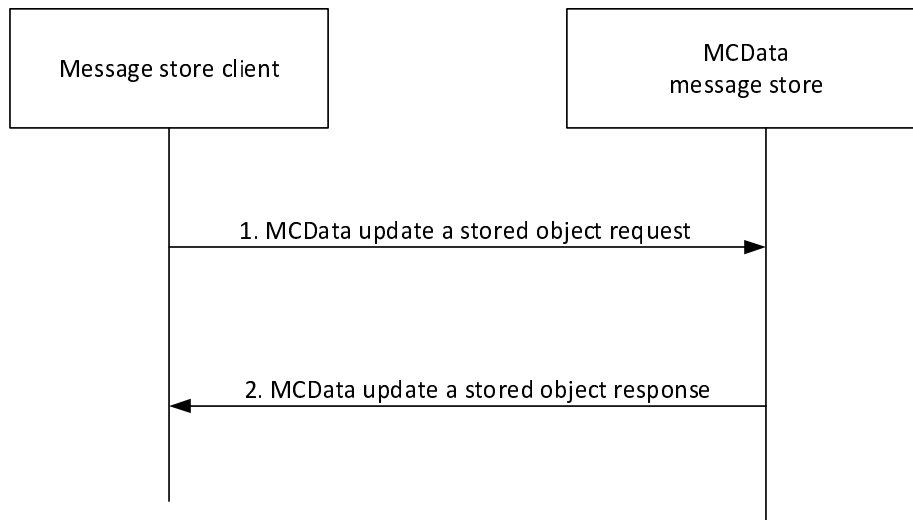 Message store client
MCData
message store
1. MCData update a stored object request
2. MCData update a stored object response